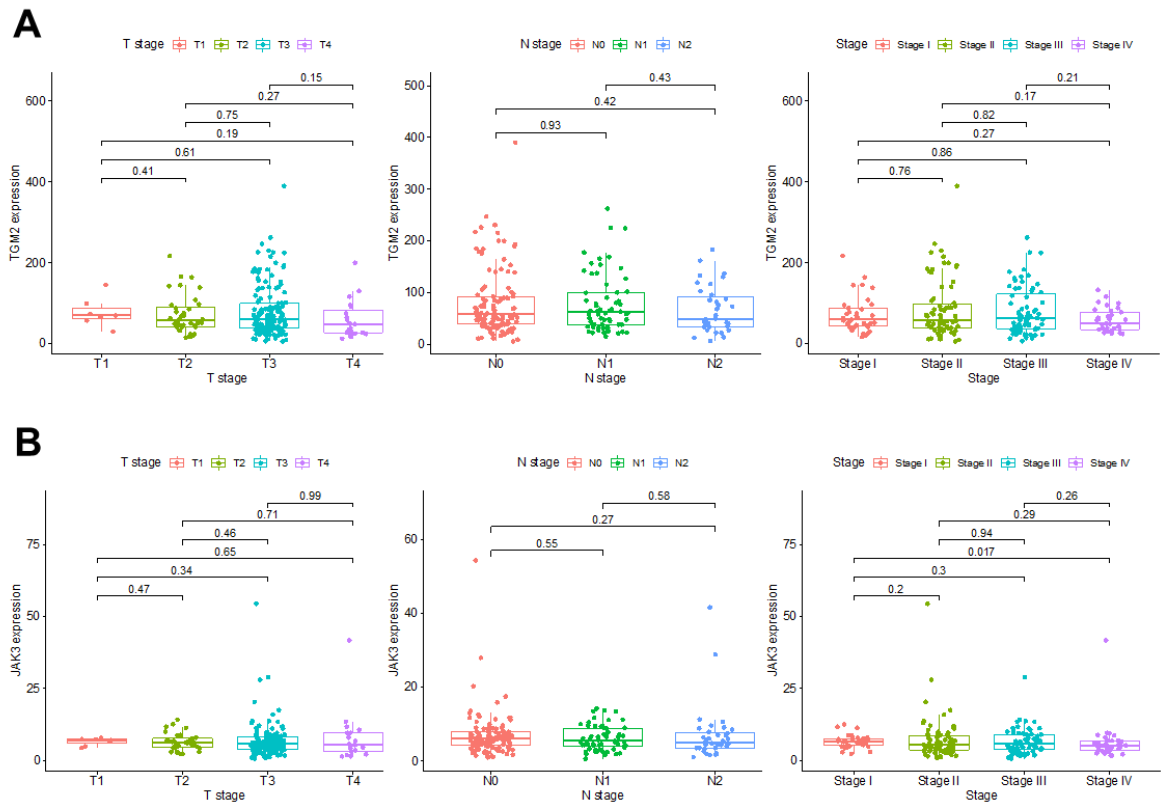 A
T stage T1 T2 T3 T4
TGM2 expression
600
400
200
0
0.15
0.27
0.75
0.19
0.61
0.41
T1 T2 T3 T4
T stage
N stage N0 N1 N2
TGM2 expression
500
400
300
200
100
0
0.43
0.42
0.93
N0 N1 N2
N stage
Stage Stage I Stage II Stage III Stage IV
TGM2 expression
600
400
200
0
0.21
0.17
0.82
0.27
0.86
0.76
Stage I Stage II Stage III Stage IV
Stage
B
T stage T1 T2 T3 T4
JAK3 expression
75
50
25
0
0.99
0.71
0.46
0.65
0.34
0.47
T1 T2 T3 T4
T stage
N stage N0 N1 N2
JAK3 expression
60
40
20
0
0.58
0.27
0.55
N0 N1 N2
N stage
Stage Stage I Stage II Stage III Stage IV
JAK3 expression
75
50
25
0
0.26
0.29
0.94
0.017
0.3
0.2
Stage I Stage II Stage III Stage IV
Stage